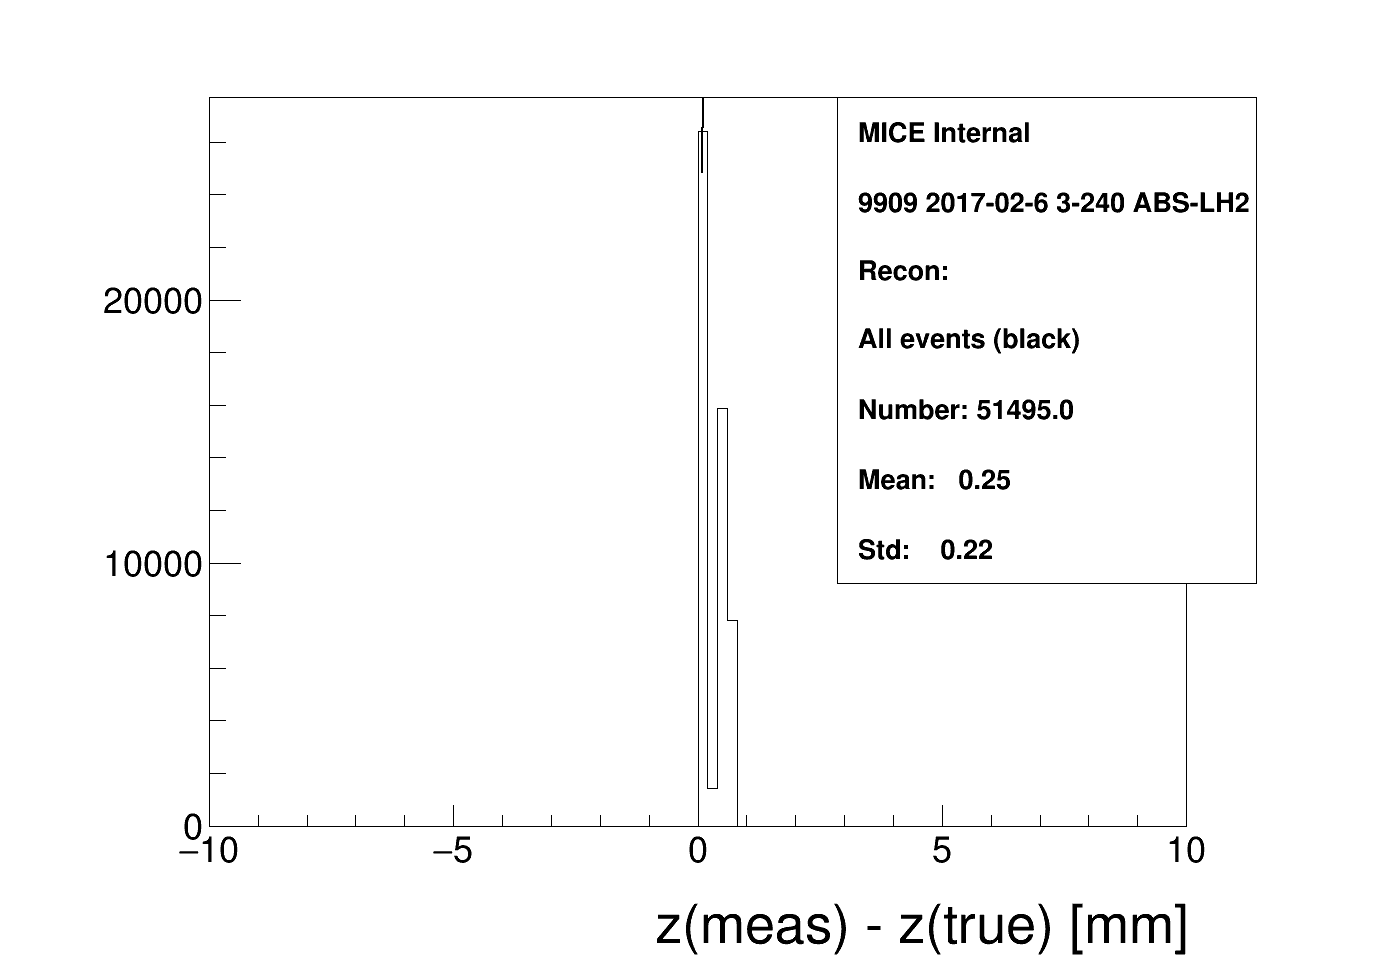 MICE Internal
9909 2017-02-6 3-240 ABS-LH2
Recon:
All events (black)
Number: 51495.0
Mean: 0.25
Std: 0.22
20000
10000
0
−10 −5 0 5 10
z(meas) - z(true) [mm]